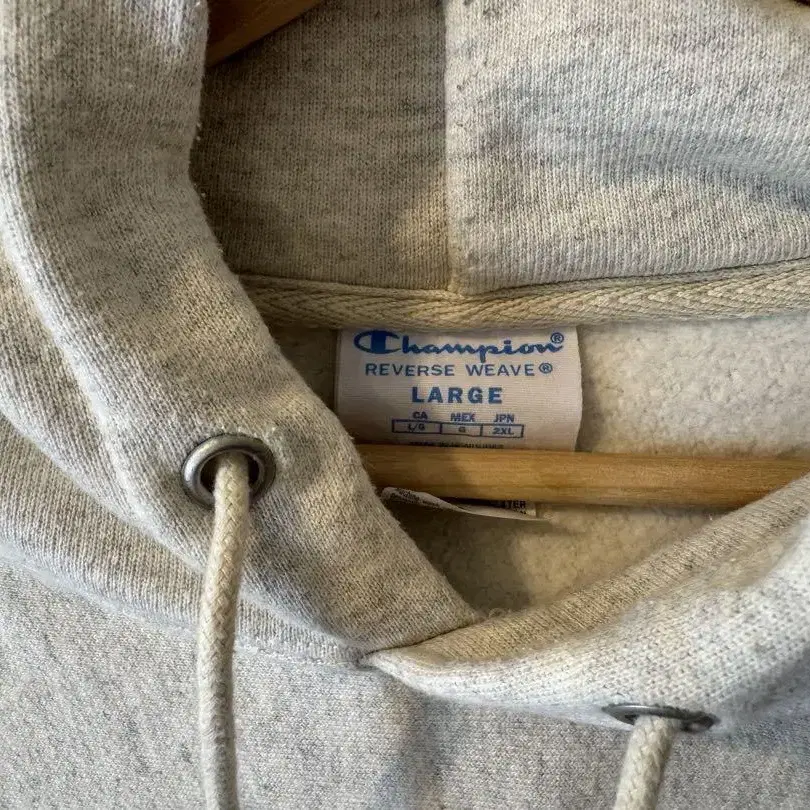 Champion®
REVERSE WEAVE®
LARGE
CA MEX JPN
L/G G 2XL